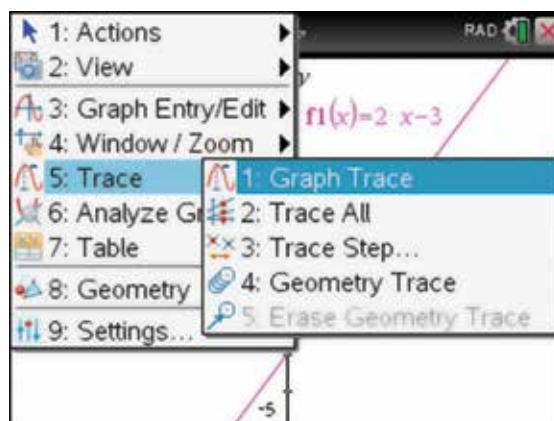 1: Actions
2: View
RAD
y
3: Graph Entry/Edit
f1(x)=2 x-3
4: Window / Zoom
5: Trace
1: Graph Trace
6: Analyze Gr
2: Trace All
7: Table
3: Trace Step...
8: Geometry
4: Geometry Trace
9: Settings...
5: Erase Geometry Trace
-5